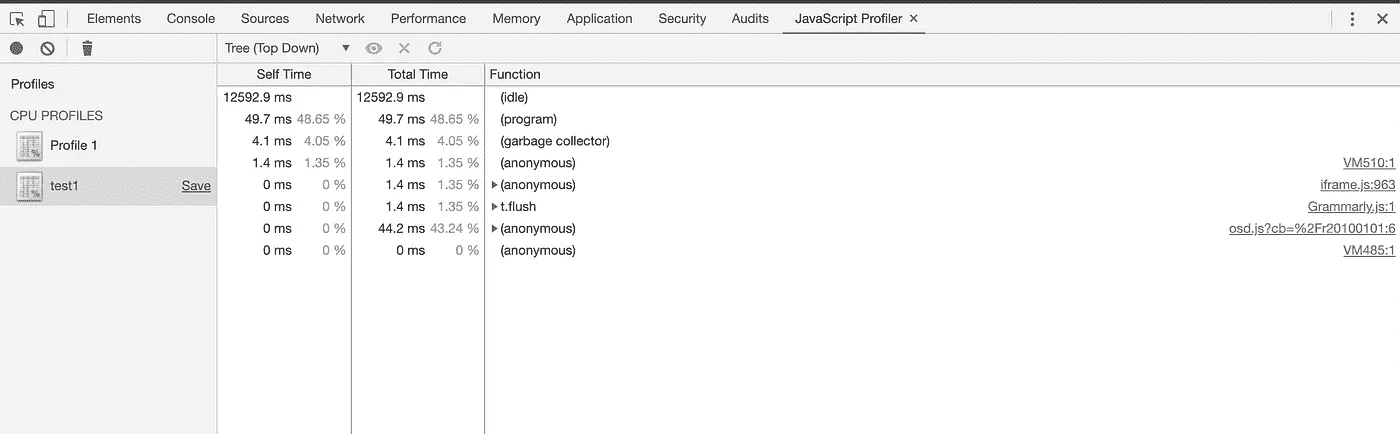 Elements Console Sources Network Performance Memory Application Security Audits JavaScript Profiler ×
Tree (Top Down) ▼
Profiles
CPU PROFILES
Profile 1
test1 Save
Self Time Total Time Function
12592.9 ms 12592.9 ms (idle)
49.7 ms 48.65 % 49.7 ms 48.65 % (program)
4.1 ms 4.05 % 4.1 ms 4.05 % (garbage collector)
1.4 ms 1.35 % 1.4 ms 1.35 % (anonymous) VM510:1
0 ms 0 % 1.4 ms 1.35 % (anonymous) iframe.js:963
0 ms 0 % 1.4 ms 1.35 % t.flush Grammarly.js:1
0 ms 0 % 44.2 ms 43.24 % (anonymous) osd.js?cb=%2Fr20100101:6
0 ms 0 % 0 ms 0 % (anonymous) VM485:1